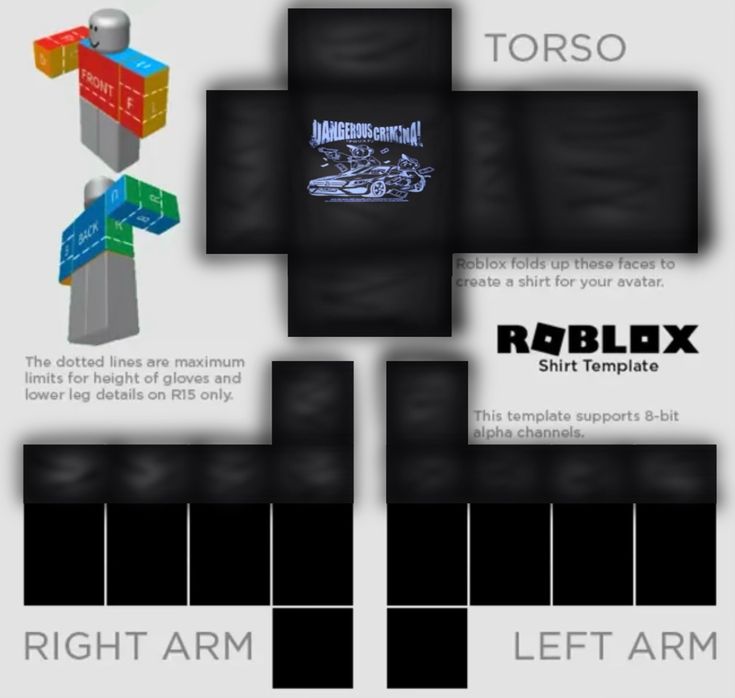 TORSO
FRONT
F
L
DANGEROUS CRIMINA!
U
R
B
BACK
R
Roblox folds up these faces to
create a shirt for your avatar.
ROBLOX
Shirt Template
The dotted lines are maximum
limits for height of gloves and
lower leg details on R15 only.
This template supports 8-bit
alpha channels.
RIGHT ARM
LEFT ARM